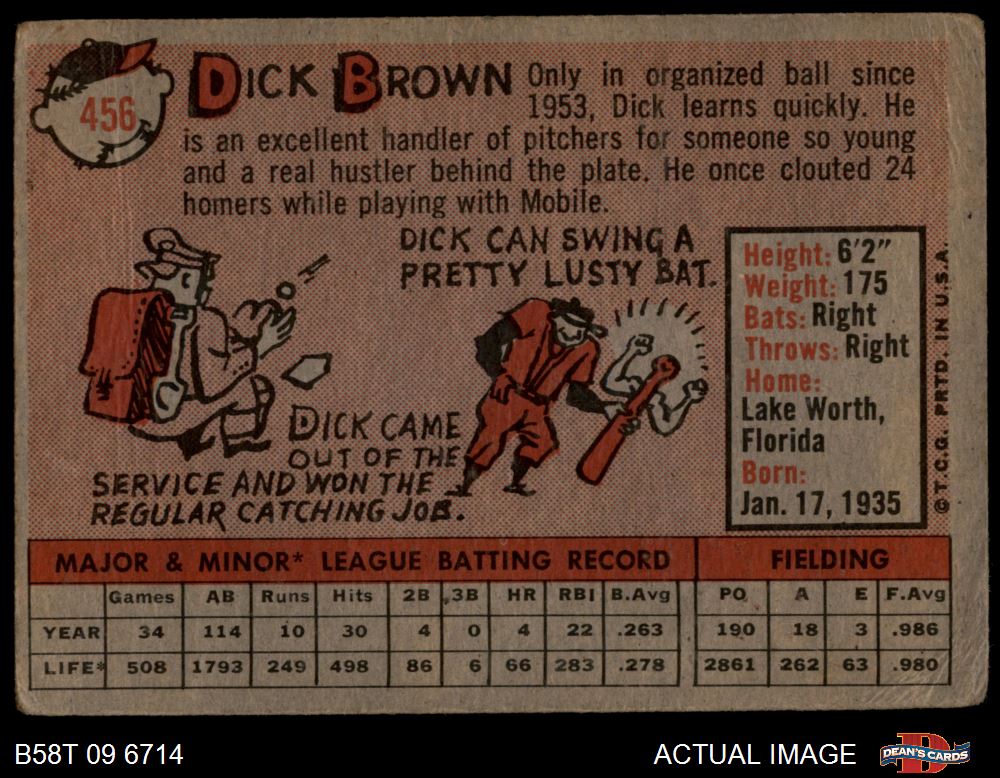 456
DICK BROWN
Only in organized ball since
1953, Dick learns quickly. He
is an excellent handler of pitchers for someone so young
and a real hustler behind the plate. He once clouted 24
homers while playing with Mobile.
DICK CAN SWING A
PRETTY LUSTY BAT.
DICK CAME
OUT OF THE
SERVICE AND WON THE
REGULAR CATCHING JOB.
Height: 6'2"
Weight: 175
Bats: Right
Throws: Right
Home:
Lake Worth,
Florida
Born:
Jan. 17, 1935
© T.C.G. PRTD. IN U.S.A.
MAJOR & MINOR* LEAGUE BATTING RECORD FIELDING
Games AB Runs Hits 2B 3B HR RBI B.Avg PO A E F.Avg
YEAR 34 114 10 30 4 0 4 22 .263 190 18 3 .986
LIFE* 508 1793 249 498 86 6 66 283 .278 2861 262 63 .980
B58T 09 6714 ACTUAL IMAGE DEAN'S CARDS